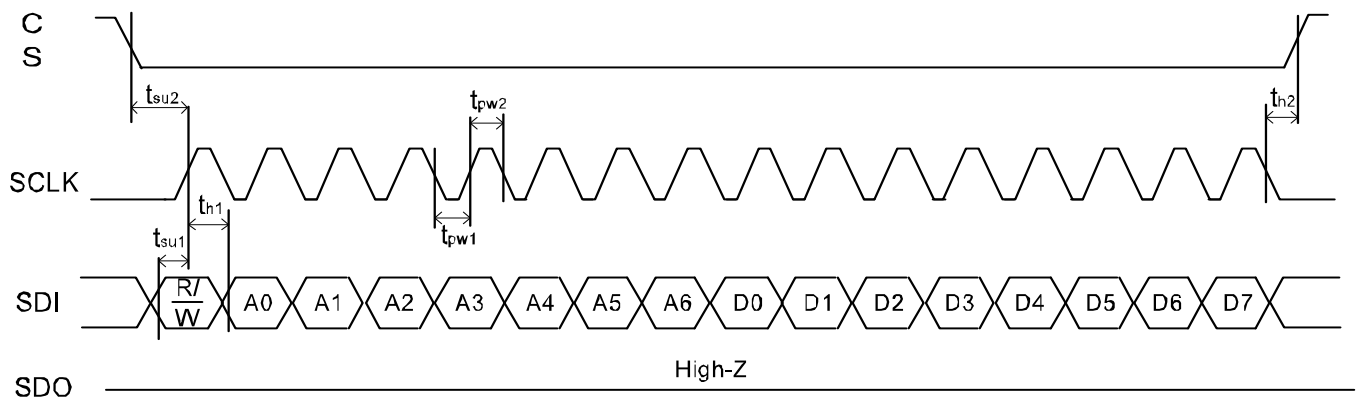 C
S
tsu2
tpw2
th2
SCLK
th1
tsu1
tpw1
SDI
R/
W
A0 A1 A2 A3 A4 A5 A6 D0 D1 D2 D3 D4 D5 D6 D7
High-Z
SDO